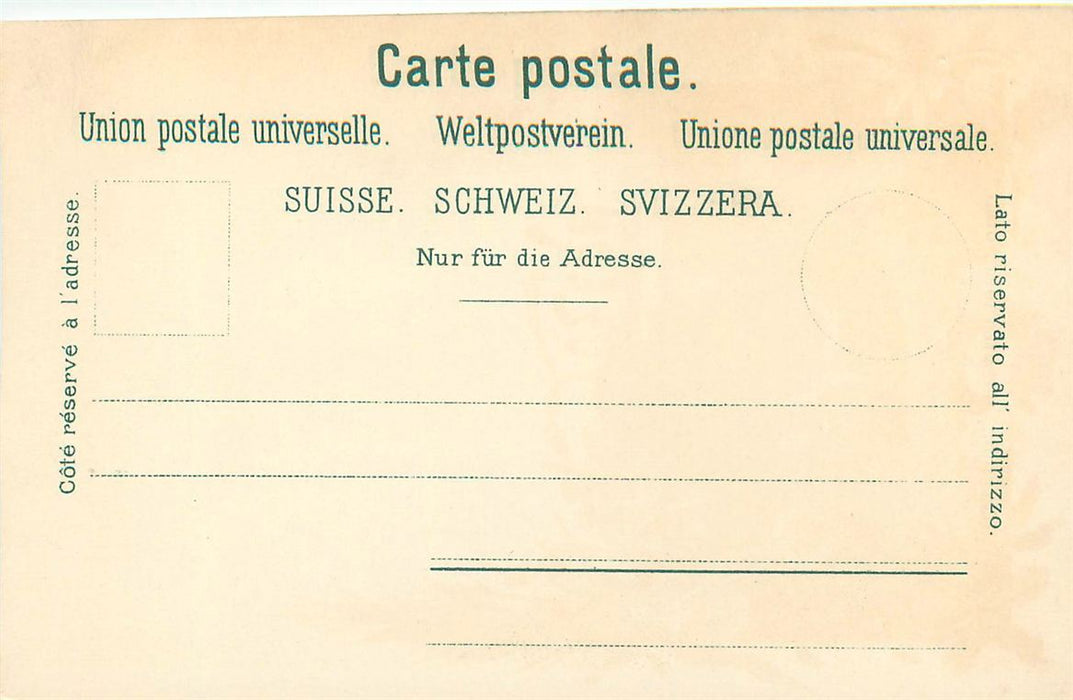 Carte postale.
Union postale universelle. Weltpostverein. Unione postale universale.
SUISSE. SCHWEIZ. SVIZZERA.
Nur für die Adresse.
Côté réservé à l'adresse.
Lato riservato all' indirizzo.